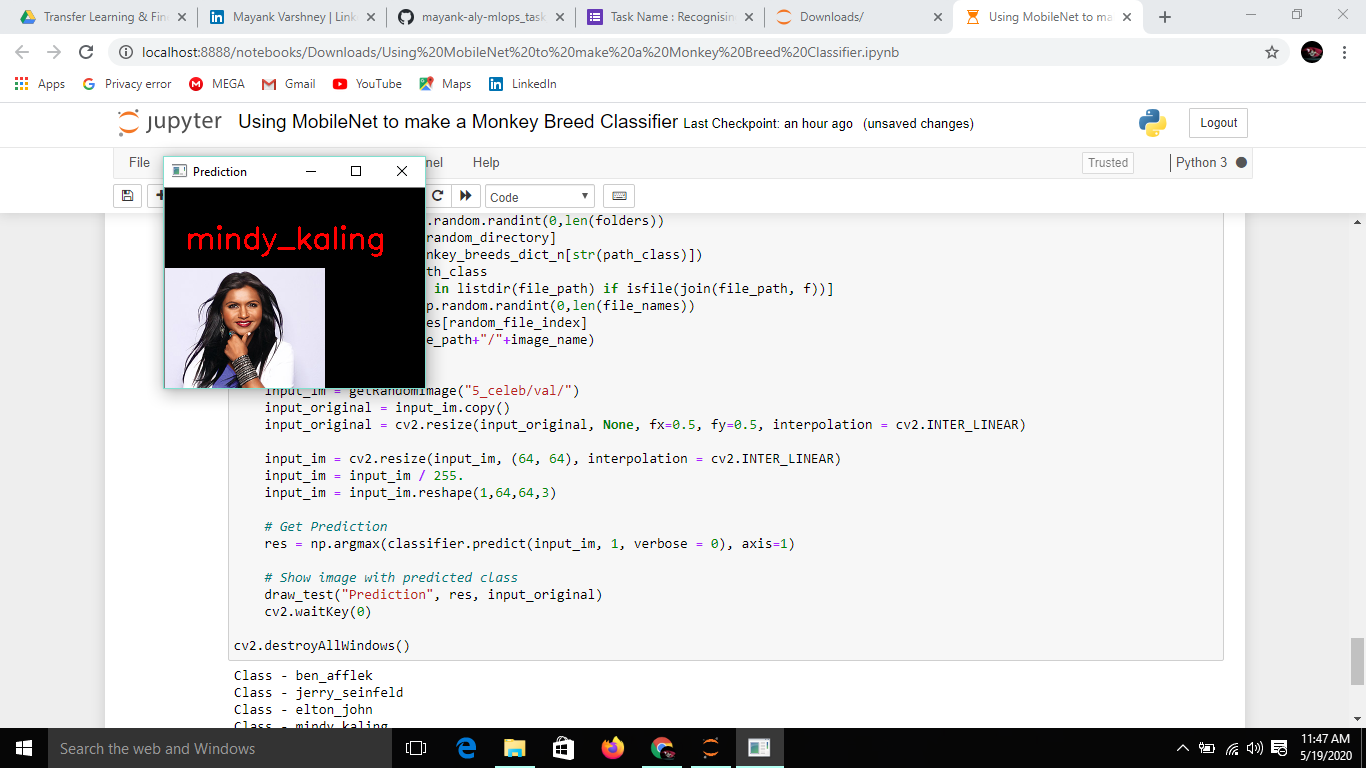 Transfer Learning & Fin
Mayank Varshney | Link
mayank-aly-mlops_task
Task Name : Recognisin
Downloads/
Using MobileNet to ma
localhost:8888/notebooks/Downloads/Using%20MobileNet%20to%20make%20a%20Monkey%20Breed%20Classifier.ipynb
Apps
Privacy error
MEGA
Gmail
YouTube
Maps
LinkedIn
jupyter Using MobileNet to make a Monkey Breed Classifier Last Checkpoint: an hour ago (unsaved changes)
Logout
File
nel
Help
Trusted
Python 3
Code
Prediction
mindy_kaling
.random.randint(0,len(folders))
random_directory]
nkey_breeds_dict_n[str(path_class)])
th_class
in listdir(file_path) if isfile(join(file_path, f))]
p.random.randint(0,len(file_names))
es[random_file_index]
e_path+"/"+image_name)
input_im = getRandomImage("5_celeb/val/")
input_original = input_im.copy()
input_original = cv2.resize(input_original, None, fx=0.5, fy=0.5, interpolation = cv2.INTER_LINEAR)
input_im = cv2.resize(input_im, (64, 64), interpolation = cv2.INTER_LINEAR)
input_im = input_im / 255.
input_im = input_im.reshape(1,64,64,3)
# Get Prediction
res = np.argmax(classifier.predict(input_im, 1, verbose = 0), axis=1)
# Show image with predicted class
draw_test("Prediction", res, input_original)
cv2.waitKey(0)
cv2.destroyAllWindows()
Class - ben_afflek
Class - jerry_seinfeld
Class - elton_john
Class - mindy_kaling
Search the web and Windows
11:47 AM
5/19/2020